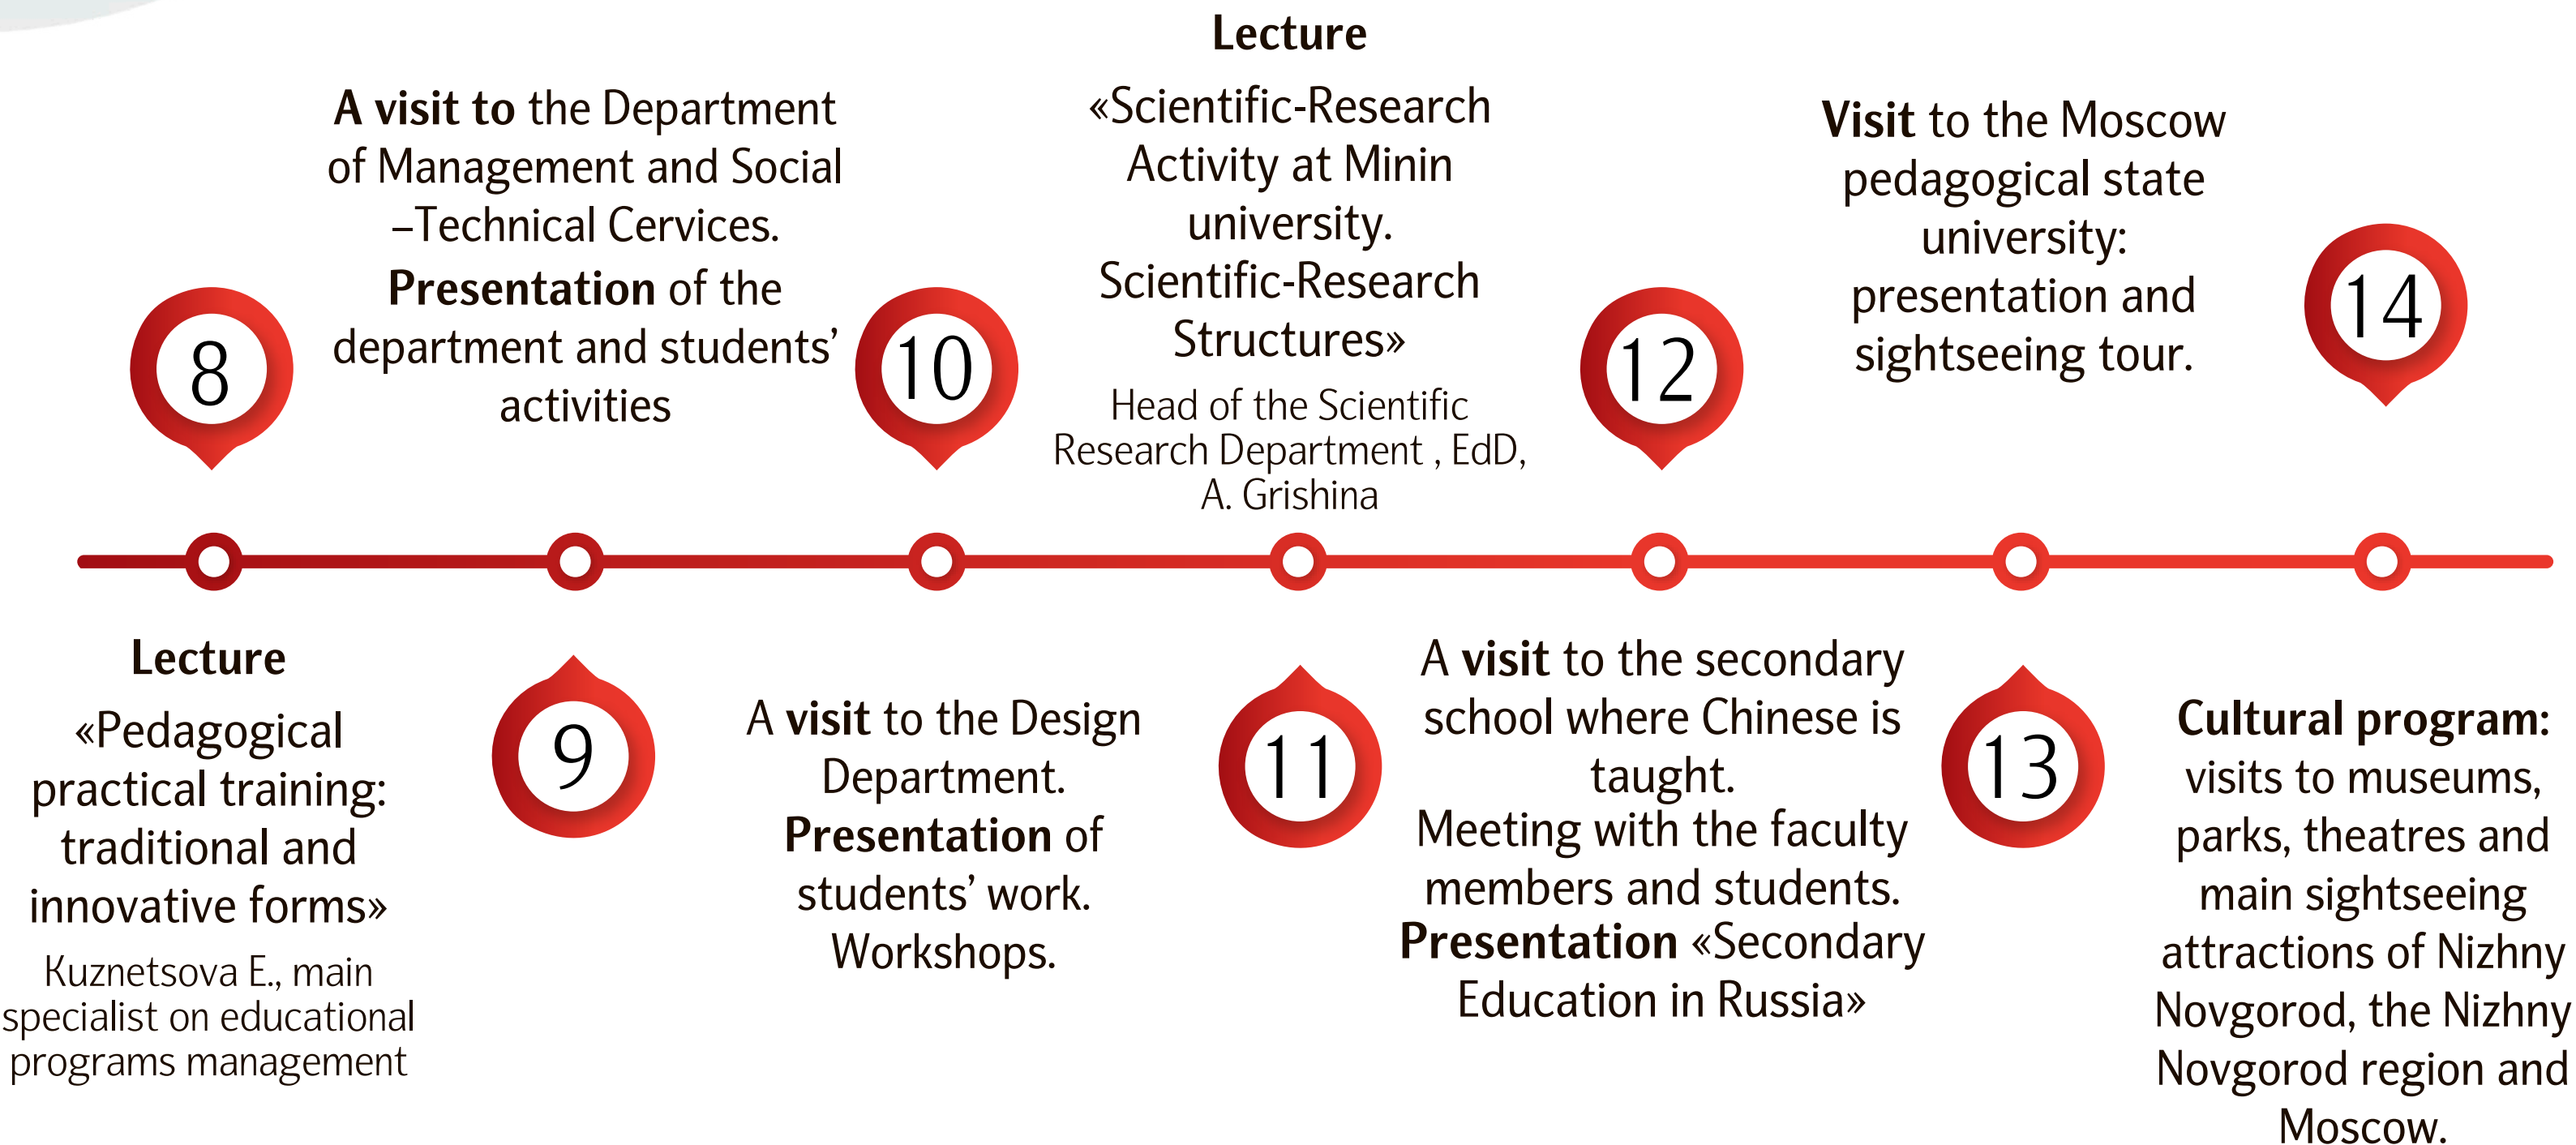 8
Lecture
«Pedagogical
practical training:
traditional and
innovative forms»
Kuznetsova E., main
specialist on educational
programs management
A visit to the Department
of Management and Social
–Technical Cervices.
Presentation of the
department and students’
activities
9
10
A visit to the Design
Department.
Presentation of
students’ work.
Workshops.
Lecture
«Scientific-Research
Activity at Minin
university.
Scientific-Research
Structures»
Head of the Scientific
Research Department , EdD,
A. Grishina
11
12
A visit to the secondary
school where Chinese is
taught.
Meeting with the faculty
members and students.
Presentation «Secondary
Education in Russia»
Visit to the Moscow
pedagogical state
university:
presentation and
sightseeing tour.
13
14
Cultural program:
visits to museums,
parks, theatres and
main sightseeing
attractions of Nizhny
Novgorod, the Nizhny
Novgorod region and
Moscow.